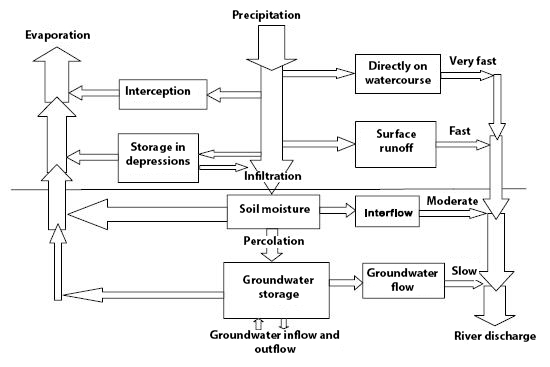 Precipitation
Evaporation
Directly on
watercourse
Very fast
Interception
Storage in
depressions
Surface
runoff
Fast
Infiltration
Soil moisture
Interflow
Moderate
Percolation
Groundwater
storage
Groundwater
flow
Slow
Groundwater inflow and
outflow
River discharge